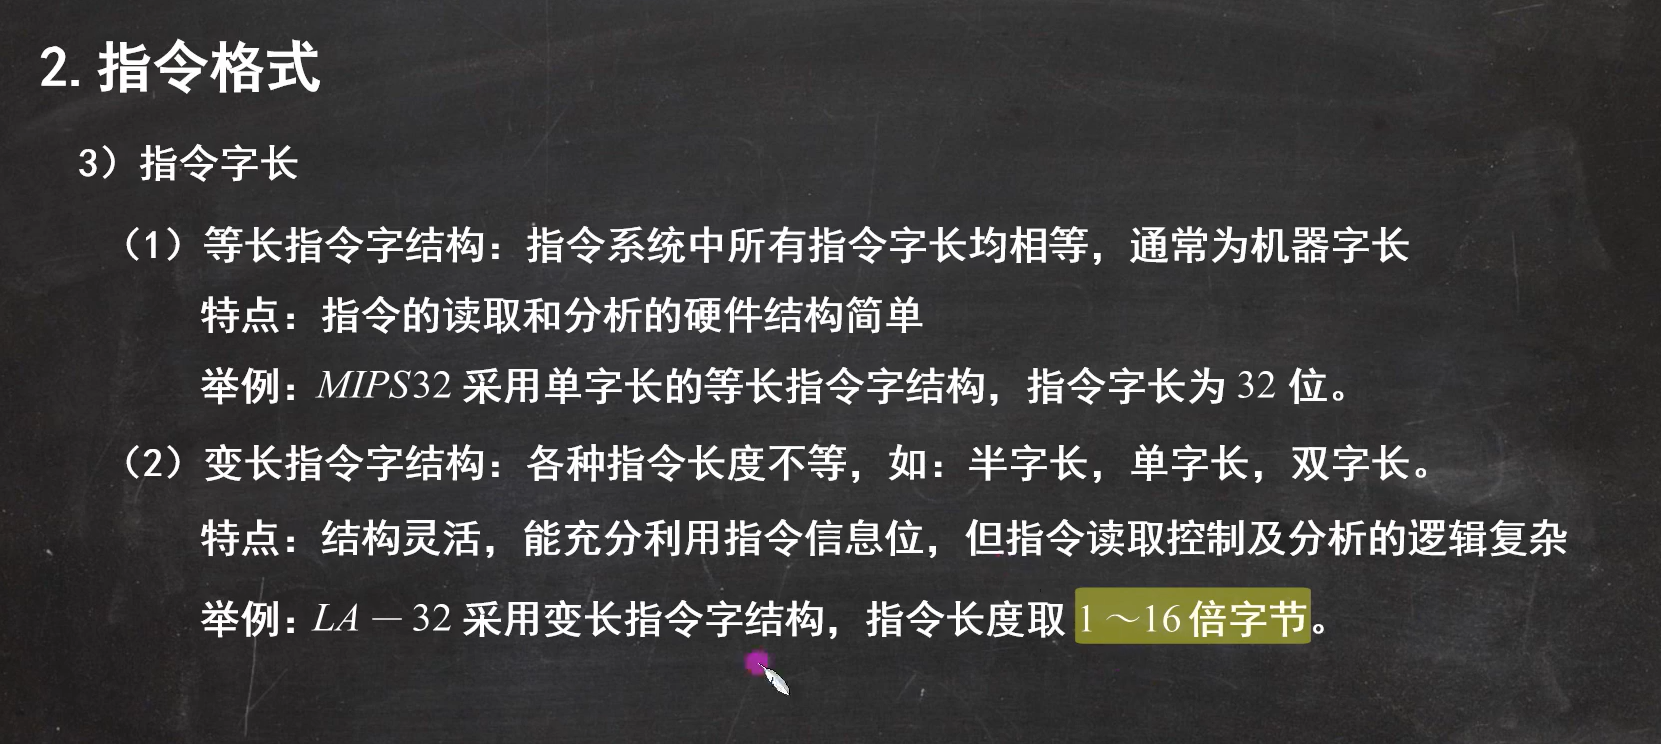 2. 指令格式
3）指令字长
（1）等长指令字结构：指令系统中所有指令字长均相等，通常为机器字长
特点：指令的读取和分析的硬件结构简单
举例：MIPS32 采用单字长的等长指令字结构，指令字长为 32 位。
（2）变长指令字结构：各种指令长度不等，如：半字长，单字长，双字长。
特点：结构灵活，能充分利用指令信息位，但指令读取控制及分析的逻辑复杂
举例：LA－32 采用变长指令字结构，指令长度取 1～16 倍字节。